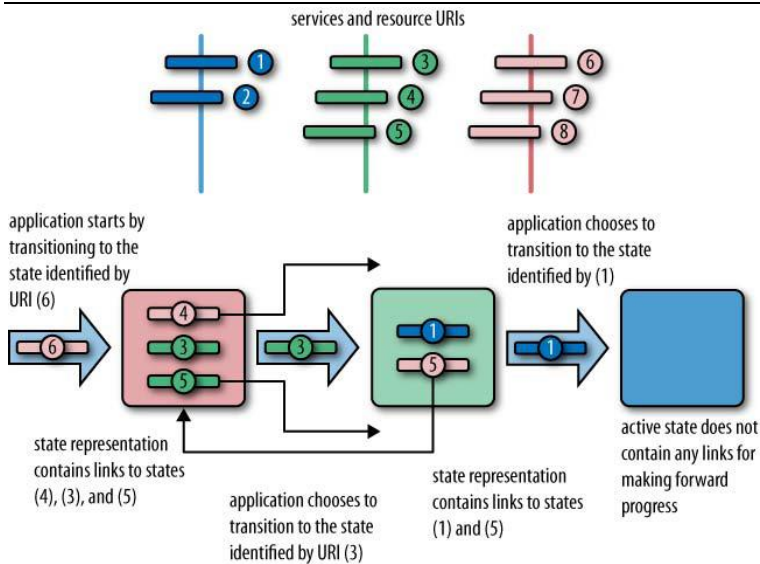 services and resource URIs
1
3
6
2
4
7
5
8
application starts by
transitioning to the
state identified by
URI (6)
application chooses to
transition to the state
identified by (1)
6
4
3
5
3
1
5
1
state representation
contains links to states
(4), (3), and (5)
application chooses to
transition to the state
identified by URI (3)
state representation
contains links to states
(1) and (5)
active state does not
contain any links for
making forward
progress